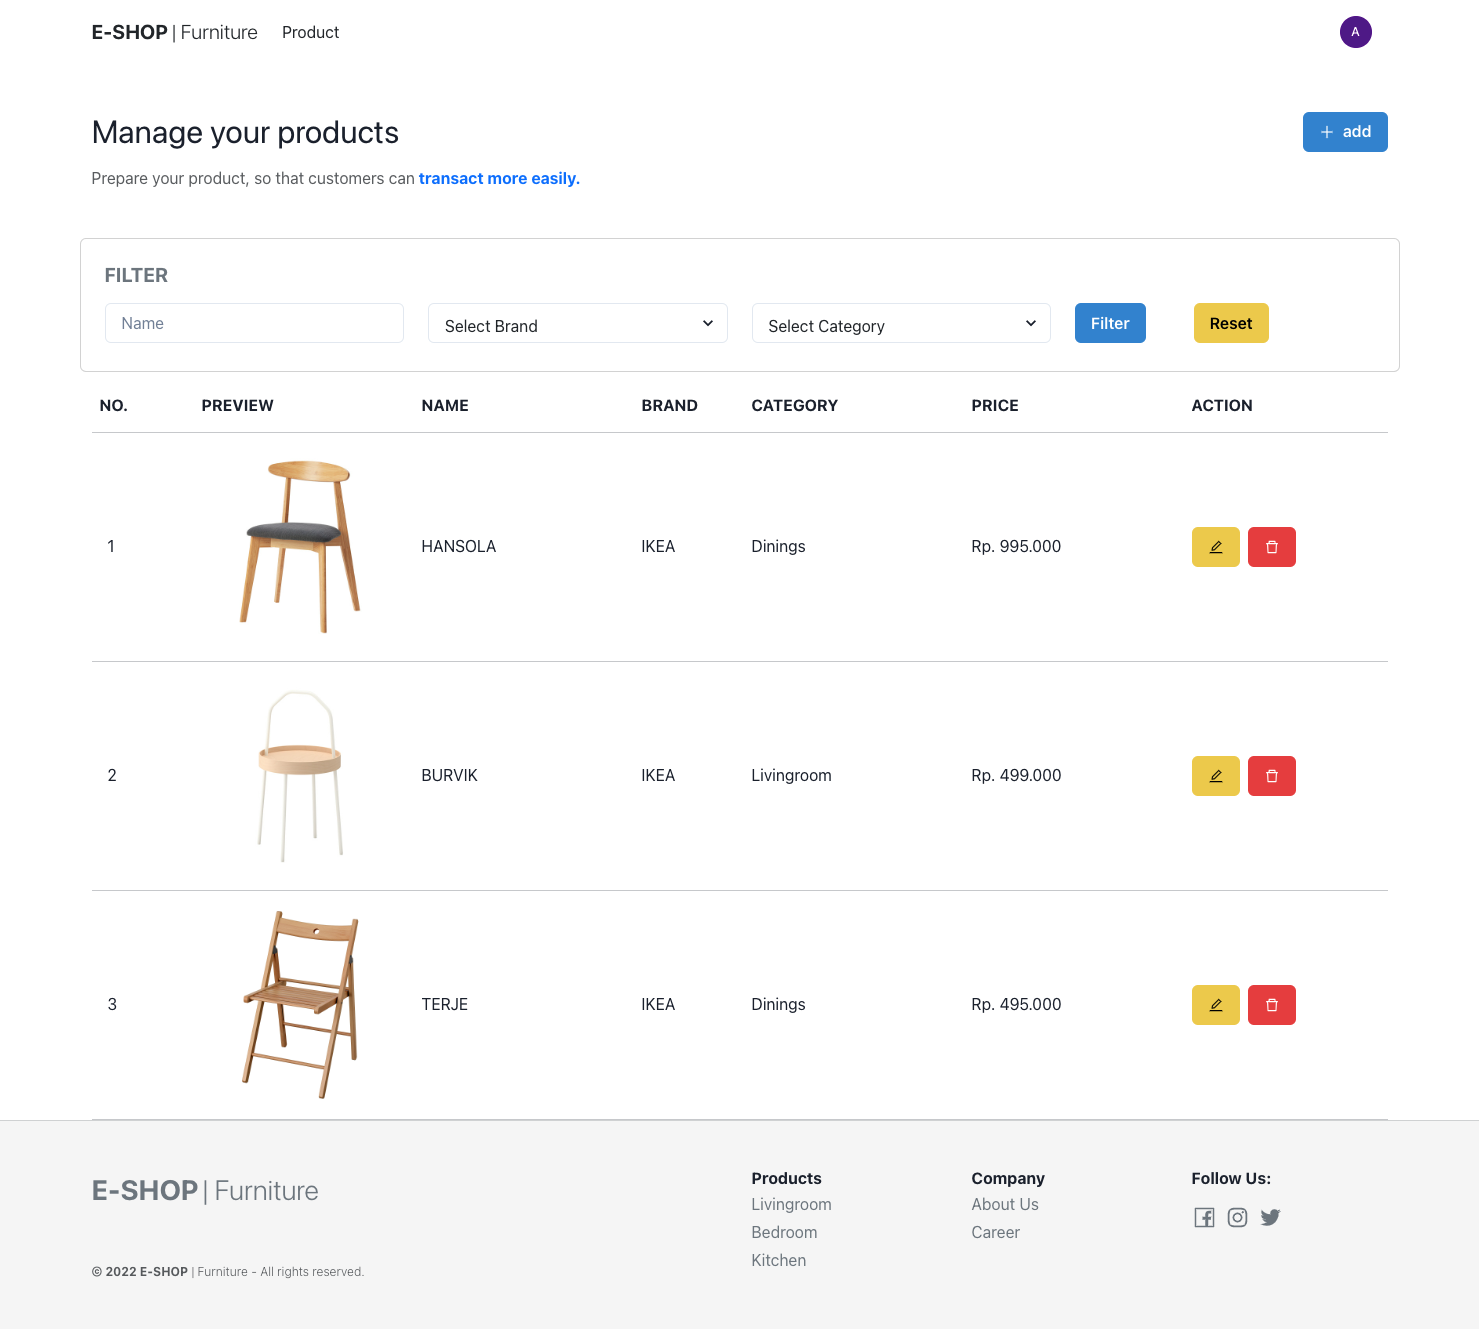 E-SHOP | Furniture Product A
Manage your products
+ add
Prepare your product, so that customers can transact more easily.
FILTER
Name Select Brand Select Category Filter Reset
NO. PREVIEW NAME BRAND CATEGORY PRICE ACTION
1 HANSOLA IKEA Dinings Rp. 995.000
2 BURVIK IKEA Livingroom Rp. 499.000
3 TERJE IKEA Dinings Rp. 495.000
E-SHOP | Furniture
© 2022 E-SHOP | Furniture - All rights reserved.
Products
Livingroom
Bedroom
Kitchen
Company
About Us
Career
Follow Us: